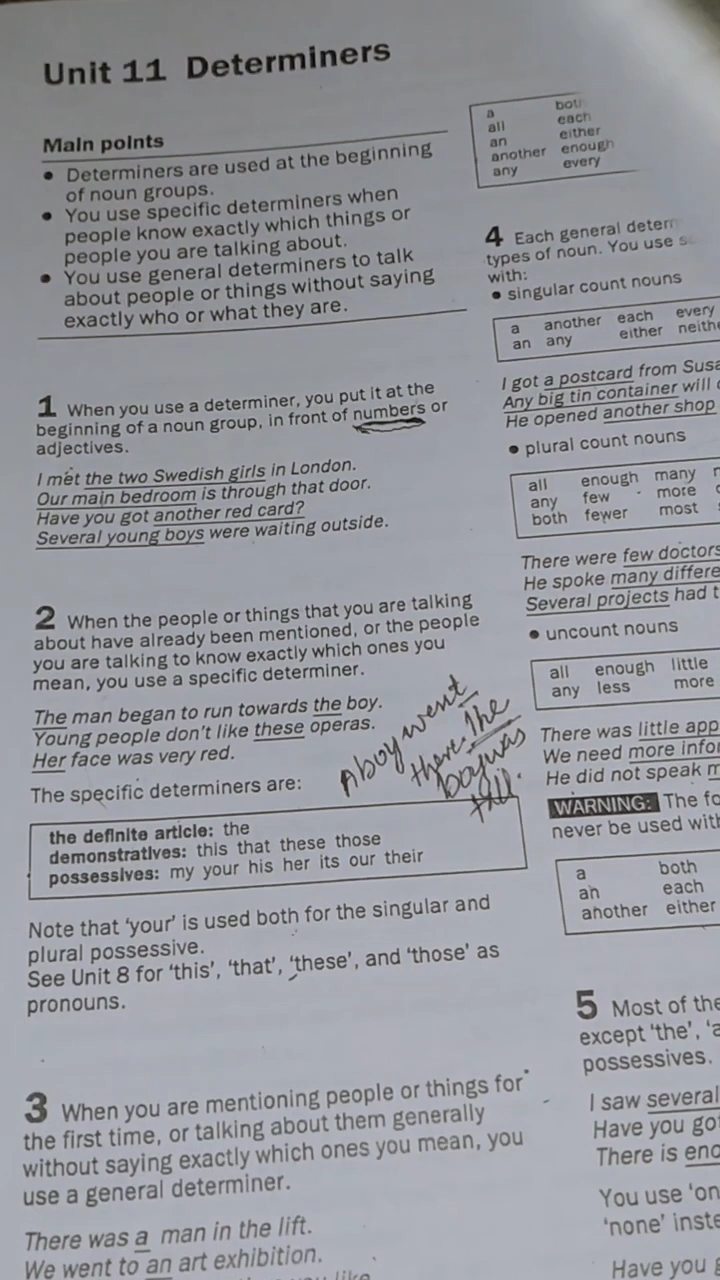 Unit 11 Determiners
Main points
• Determiners are used at the beginning
of noun groups.
• You use specific determiners when
people know exactly which things or
people you are talking about.
• You use general determiners to talk
about people or things without saying
exactly who or what they are.
1 When you use a determiner, you put it at the
beginning of a noun group, in front of numbers or
adjectives.
I met the two Swedish girls in London.
Our main bedroom is through that door.
Have you got another red card?
Several young boys were waiting outside.
2 When the people or things that you are talking
about have already been mentioned, or the people
you are talking to know exactly which ones you
mean, you use a specific determiner.
The man began to run towards the boy.
Young people don't like these operas.
Her face was very red.
The specific determiners are:
A boy went
there. The
boy was
tall.
the definite article: the
demonstratives: this that these those
possessives: my your his her its our their
Note that 'your' is used both for the singular and
plural possessive.
See Unit 8 for 'this', 'that', 'these', and 'those' as
pronouns.
3 When you are mentioning people or things for
the first time, or talking about them generally
without saying exactly which ones you mean, you
use a general determiner.
There was a man in the lift.
We went to an art exhibition.
like
a both
all each
an either
another enough
any every
4 Each general
types of noun. You use
with:
• singular count nouns
a another each every
an any either
I got a postcard from
Any big tin container will
He opened another shop
• plural count nouns
all enough many
any few more
both fewer most
There were few doctors
He spoke many
Several projects had
• uncount nouns
all enough little
any less more
There was little
We need more
He did not speak
WARNING: The
never be used with
a both
an each
another either
5 Most of the
except 'the',
possessives.
I saw several
Have you
There is
You use
'none'
Have you